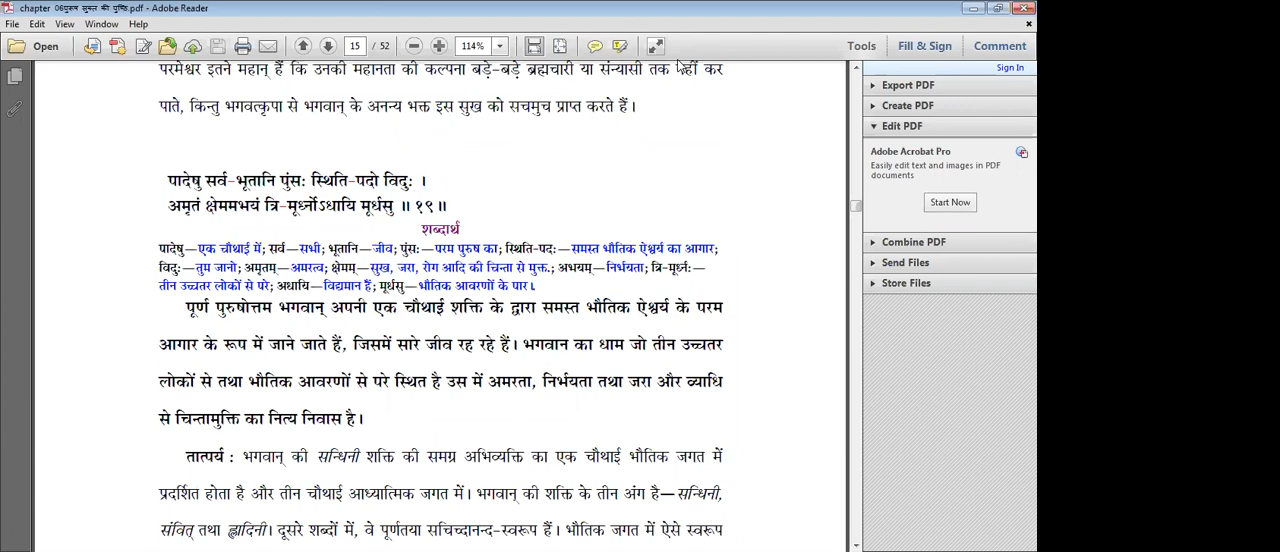 chapter 06पुरुष सुक्त की पुष्टि.pdf - Adobe Reader
File Edit View Window Help
Open 15 / 52 114% Tools Fill & Sign Comment
Sign In
परमेश्वर इतने महान् हैं कि उनकी महानता की कल्पना बड़े-बड़े ब्रह्मचारी या संन्यासी तक नहीं कर
पाते, किन्तु भगवत्कृपा से भगवान् के अनन्य भक्त इस सुख को सचमुच प्राप्त करते हैं।
पादेषु सर्व-भूतानि पुंसः स्थिति-पदो विदुः ।
अमृतं क्षेममभयं त्रि-मूर्ध्नोऽधायि मूर्धसु ॥ १९॥
शब्दार्थ
पादेषु—एक चौथाई में; सर्व—सभी; भूतानि—जीव; पुंसः—परम पुरुष का; स्थिति-पदः—समस्त भौतिक ऐश्वर्य का आगार;
विदुः—तुम जानो; अमृतम्—अमरत्व; क्षेमम्—सुख, जरा, रोग आदि की चिन्ता से मुक्त.; अभयम्—निर्भयता; त्रि-मूर्ध्नः—
तीन उच्चतर लोकों से परे; अधायि—विद्यमान हैं; मूर्धसु—भौतिक आवरणों के पार।
पूर्ण पुरुषोत्तम भगवान् अपनी एक चौथाई शक्ति के द्वारा समस्त भौतिक ऐश्वर्य के परम
आगार के रूप में जाने जाते हैं, जिसमें सारे जीव रह रहे हैं। भगवान का धाम जो तीन उच्चतर
लोकों से तथा भौतिक आवरणों से परे स्थित है उस में अमरता, निर्भयता तथा जरा और व्याधि
से चिन्तामुक्ति का नित्य निवास है।
तात्पर्य : भगवान् की सन्धिनी शक्ति की समग्र अभिव्यक्ति का एक चौथाई भौतिक जगत में
प्रदर्शित होता है और तीन चौथाई आध्यात्मिक जगत में। भगवान् की शक्ति के तीन अंग है—सन्धिनी,
संवित् तथा ह्लादिनी। दूसरे शब्दों में, वे पूर्णतया सच्चिदानन्द-स्वरूप हैं। भौतिक जगत में ऐसे स्वरूप
Export PDF
Create PDF
Edit PDF
Adobe Acrobat Pro
Easily edit text and images in PDF
documents
Start Now
Combine PDF
Send Files
Store Files